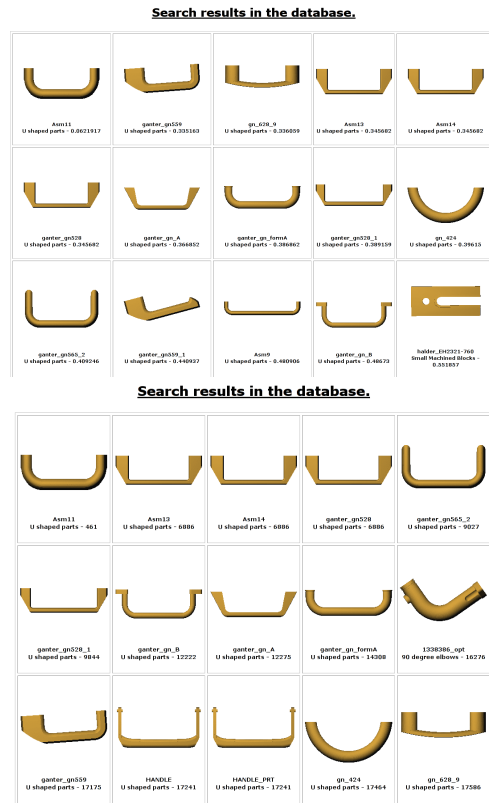 Search results in the database.
Asm11
U shaped parts - 0.0621917
ganter_gn559
U shaped parts - 0.335163
gn_628_9
U shaped parts - 0.336059
Asm13
U shaped parts - 0.345682
Asm14
U shaped parts - 0.345682
ganter_gn528
U shaped parts - 0.345682
ganter_gn_A
U shaped parts - 0.366852
ganter_gn_formA
U shaped parts - 0.386862
ganter_gn528_1
U shaped parts - 0.389159
gn_424
U shaped parts - 0.39615
ganter_gn565_2
U shaped parts - 0.409246
ganter_gn559_1
U shaped parts - 0.440937
Asm9
U shaped parts - 0.480906
ganter_gn_B
U shaped parts - 0.48673
halder_EH2321-760
Small Machined Blocks -
0.551857
Search results in the database.
Asm11
U shaped parts - 461
Asm13
U shaped parts - 6886
Asm14
U shaped parts - 6886
ganter_gn528
U shaped parts - 6886
ganter_gn565_2
U shaped parts - 9027
ganter_gn528_1
U shaped parts - 9844
ganter_gn_B
U shaped parts - 12222
ganter_gn_A
U shaped parts - 12275
ganter_gn_formA
U shaped parts - 14308
1338386_opt
90 degree elbows - 16276
ganter_gn559
U shaped parts - 17175
HANDLE
U shaped parts - 17241
HANDLE_PRT
U shaped parts - 17241
gn_424
U shaped parts - 17464
gn_628_9
U shaped parts - 17586